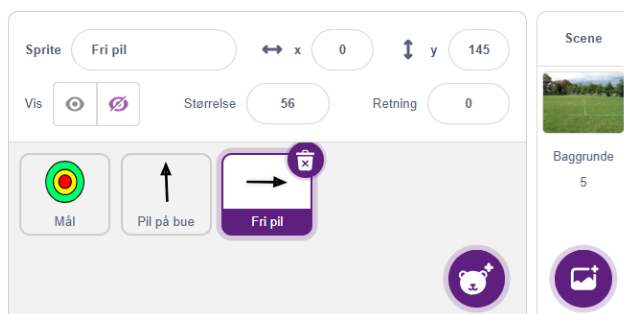 Sprite Fri pil x 0 y 145
Vis Størrelse 56 Retning 0
Mål Pil på bue Fri pil
Scene
Baggrunde
5